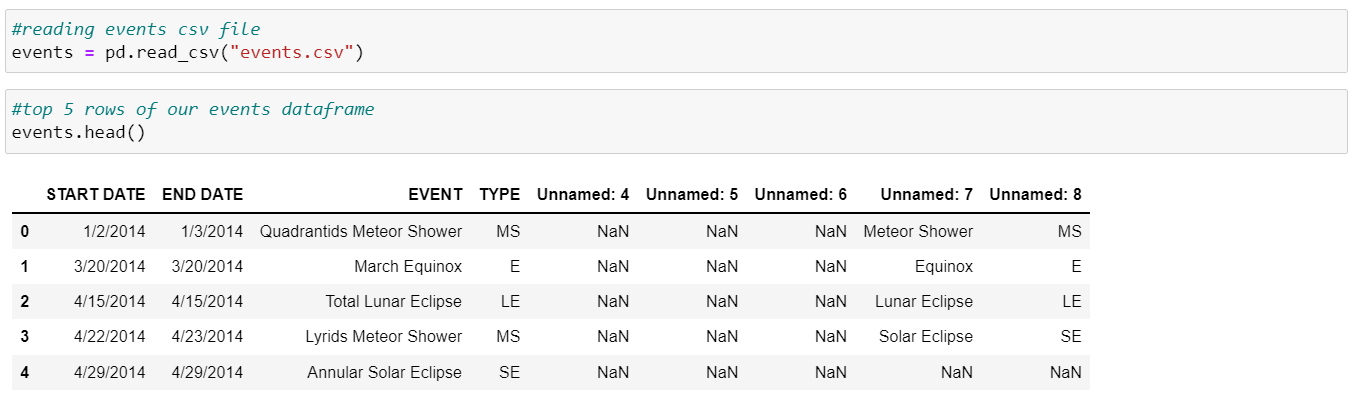 #reading events csv file
events = pd.read_csv("events.csv")
#top 5 rows of our events dataframe
events.head()
START DATE END DATE EVENT TYPE Unnamed: 4 Unnamed: 5 Unnamed: 6 Unnamed: 7 Unnamed: 8
0 1/2/2014 1/3/2014 Quadrantids Meteor Shower MS NaN NaN NaN Meteor Shower MS
1 3/20/2014 3/20/2014 March Equinox E NaN NaN NaN Equinox E
2 4/15/2014 4/15/2014 Total Lunar Eclipse LE NaN NaN NaN Lunar Eclipse LE
3 4/22/2014 4/23/2014 Lyrids Meteor Shower MS NaN NaN NaN Solar Eclipse SE
4 4/29/2014 4/29/2014 Annular Solar Eclipse SE NaN NaN NaN NaN NaN